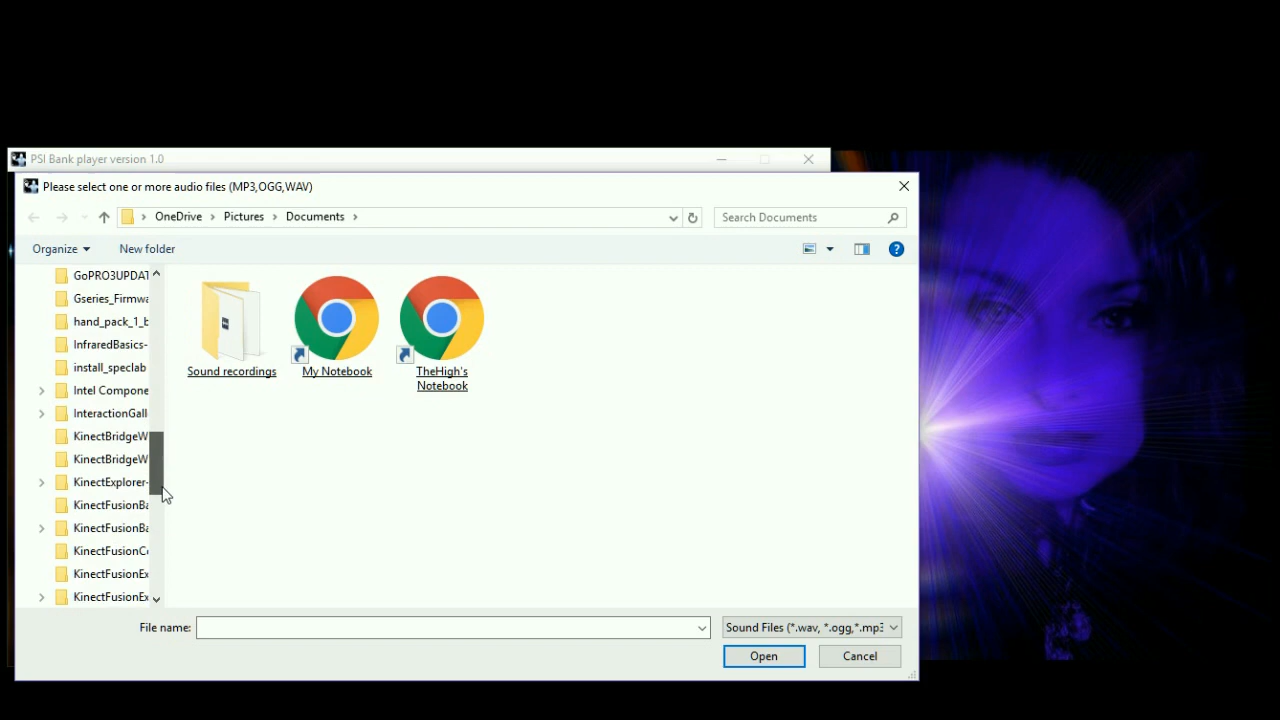 PSI Bank player version 1.0
Please select one or more audio files (MP3,OGG,WAV)
OneDrive > Pictures > Documents >
Search Documents
Organize
New folder
GoPRO3UPDAT
Gseries_Firmwa
hand_pack_1_b
InfraredBasics-
install_speclab
Intel Compone
InteractionGall
KinectBridgeW
KinectBridgeW
KinectExplorer-
KinectFusionBa
KinectFusionBa
KinectFusionCo
KinectFusionEx
KinectFusionEx
Sound recordings
My Notebook
TheHigh's
Notebook
File name:
Sound Files (*.wav, *.ogg,*.mp3
Open
Cancel